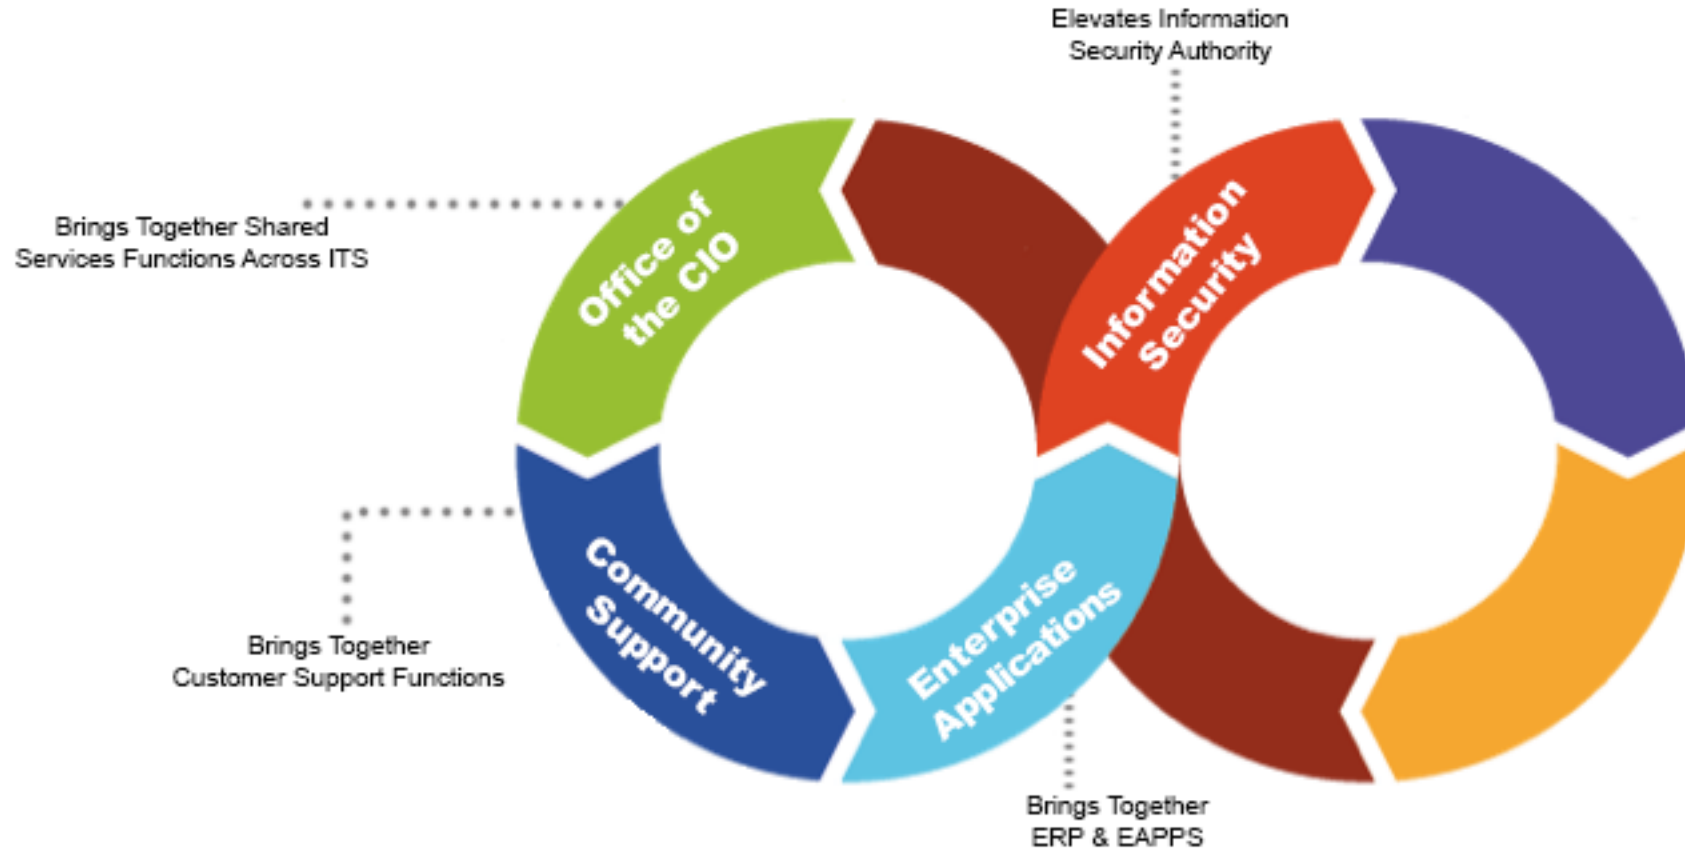 Elevates Information
Security Authority
Brings Together Shared
Services Functions Across ITS
Office of
the CIO
Information
Security
Community
Support
Enterprise
Applications
Brings Together
Customer Support Functions
Brings Together
ERP & EAPPS